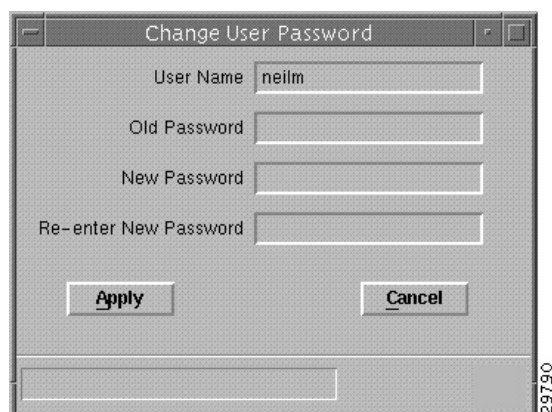 Change User Password
User Name neilm
Old Password
New Password
Re-enter New Password
Apply Cancel
29790